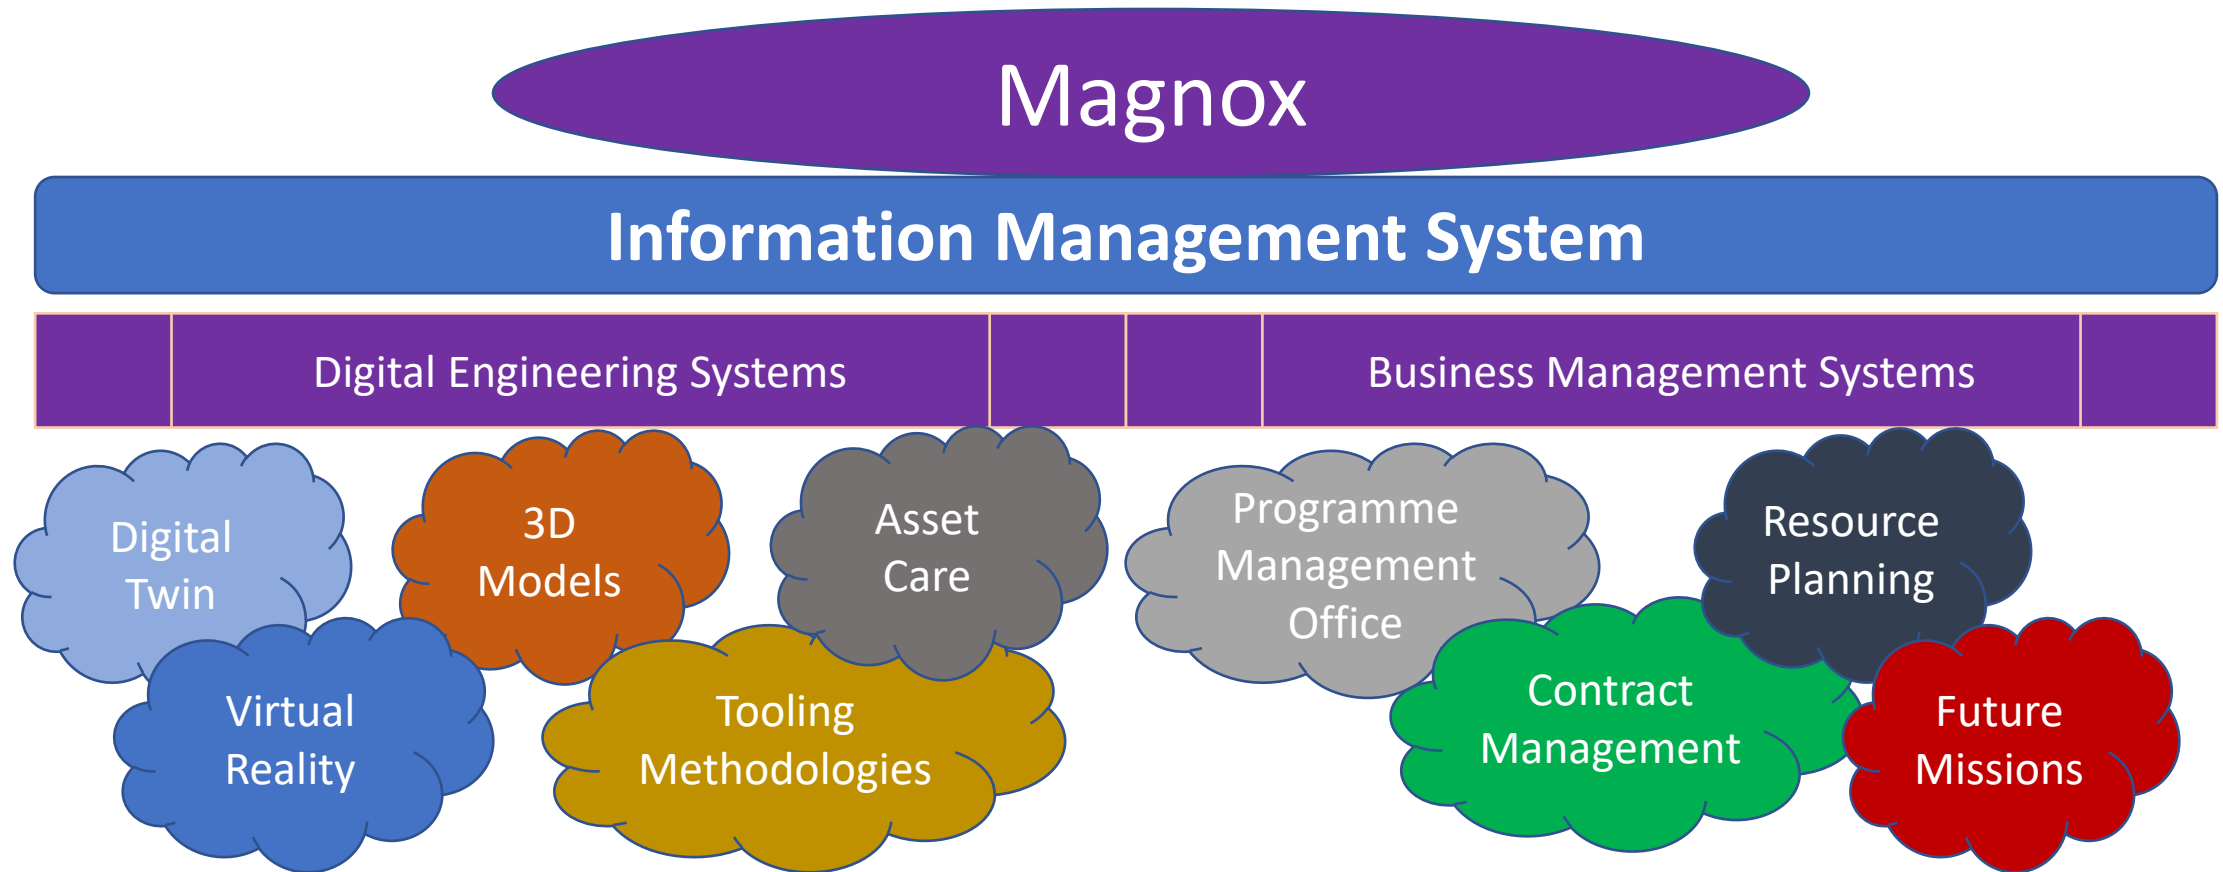 Magnox
Information Management System
Digital Engineering Systems
Business Management Systems
Digital
Twin
3D
Models
Asset
Care
Programme
Management
Office
Resource
Planning
Virtual
Reality
Tooling
Methodologies
Contract
Management
Future
Missions